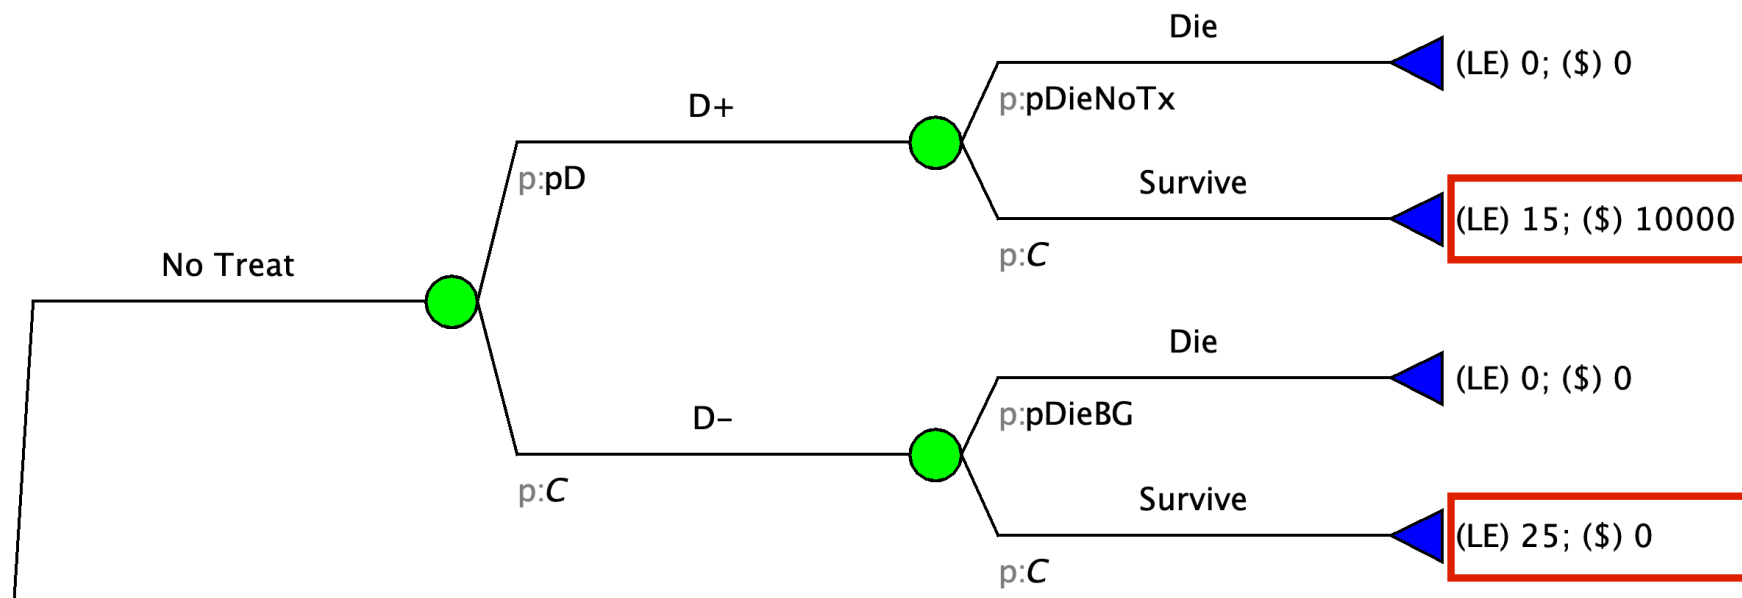 Die
(LE) 0; ($) 0
p:pDieNoTx
D+
p:pD
Survive
(LE) 15; ($) 10000
p:C
No Treat
Die
(LE) 0; ($) 0
p:pDieBG
D–
p:C
Survive
(LE) 25; ($) 0
p:C